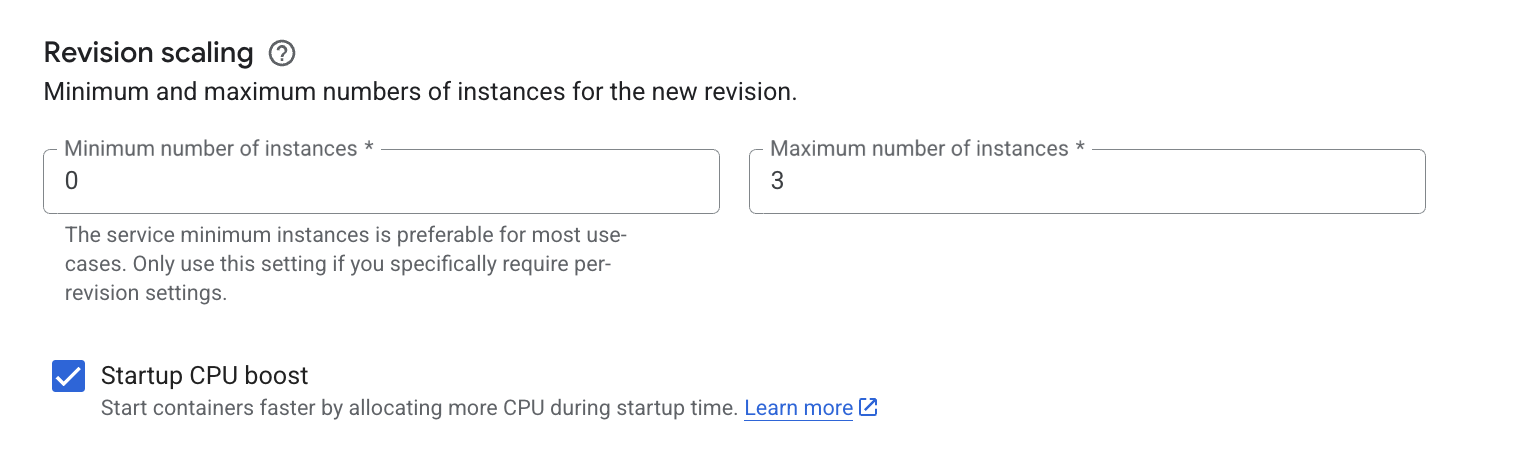 Revision scaling
Minimum and maximum numbers of instances for the new revision.
Minimum number of instances *
0
The service minimum instances is preferable for most use-
cases. Only use this setting if you specifically require per-
revision settings.
Maximum number of instances *
3
Startup CPU boost
Start containers faster by allocating more CPU during startup time. Learn more